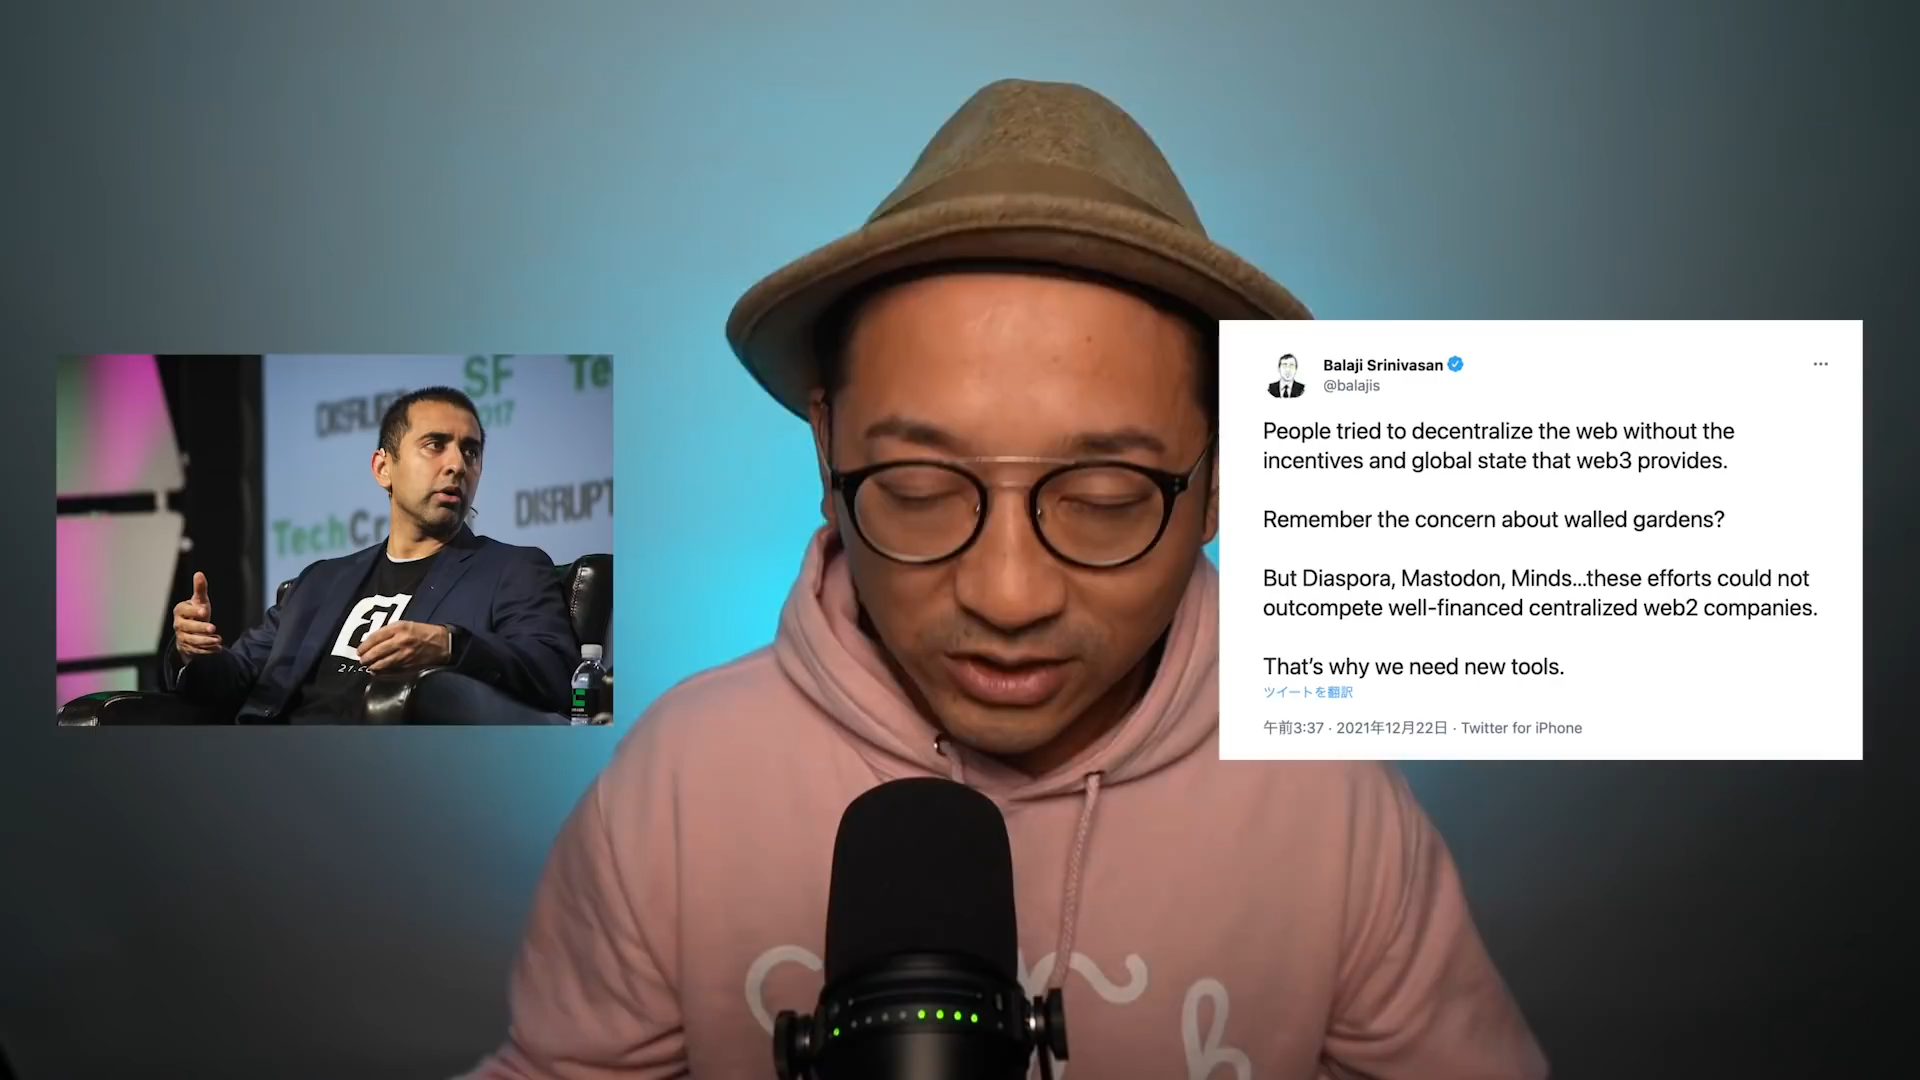 SF
Te
DISRUPT
2017
TechCr
DISRUPT
21.c
Balaji Srinivasan
@balajis
People tried to decentralize the web without the
incentives and global state that web3 provides.
Remember the concern about walled gardens?
But Diaspora, Mastodon, Minds...these efforts could not
outcompete well-financed centralized web2 companies.
That’s why we need new tools.
ツイートを翻訳
午前3:37 · 2021年12月22日 · Twitter for iPhone